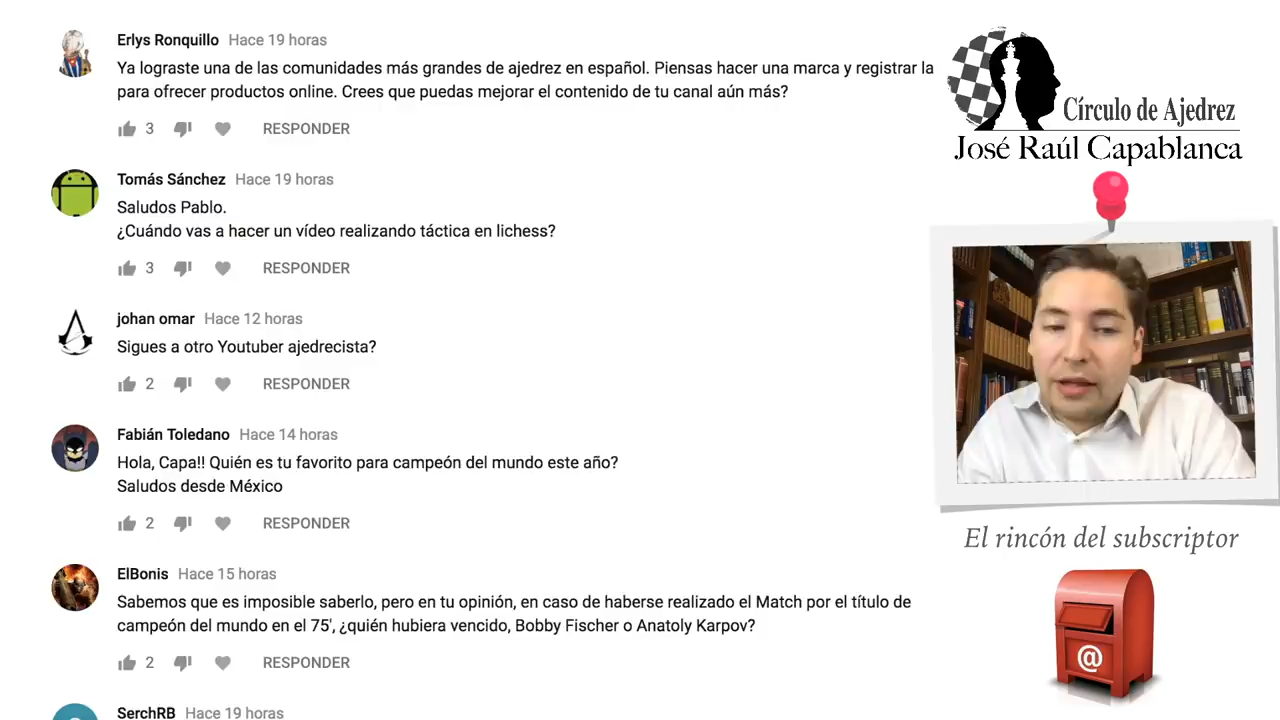 Erlys Ronquillo Hace 19 horas
Ya lograste una de las comunidades más grandes de ajedrez en español. Piensas hacer una marca y registrar la
para ofrecer productos online. Crees que puedas mejorar el contenido de tu canal aún más?
3 RESPONDER
Tomás Sánchez Hace 19 horas
Saludos Pablo.
¿Cuándo vas a hacer un vídeo realizando táctica en lichess?
3 RESPONDER
johan omar Hace 12 horas
Sigues a otro Youtuber ajedrecista?
2 RESPONDER
Fabián Toledano Hace 14 horas
Hola, Capa!! Quién es tu favorito para campeón del mundo este año?
Saludos desde México
2 RESPONDER
ElBonis Hace 15 horas
Sabemos que es imposible saberlo, pero en tu opinión, en caso de haberse realizado el Match por el título de
campeón del mundo en el 75', ¿quién hubiera vencido, Bobby Fischer o Anatoly Karpov?
2 RESPONDER
SerchRB Hace 19 horas
Círculo de Ajedrez
José Raúl Capablanca
El rincón del subscriptor
@